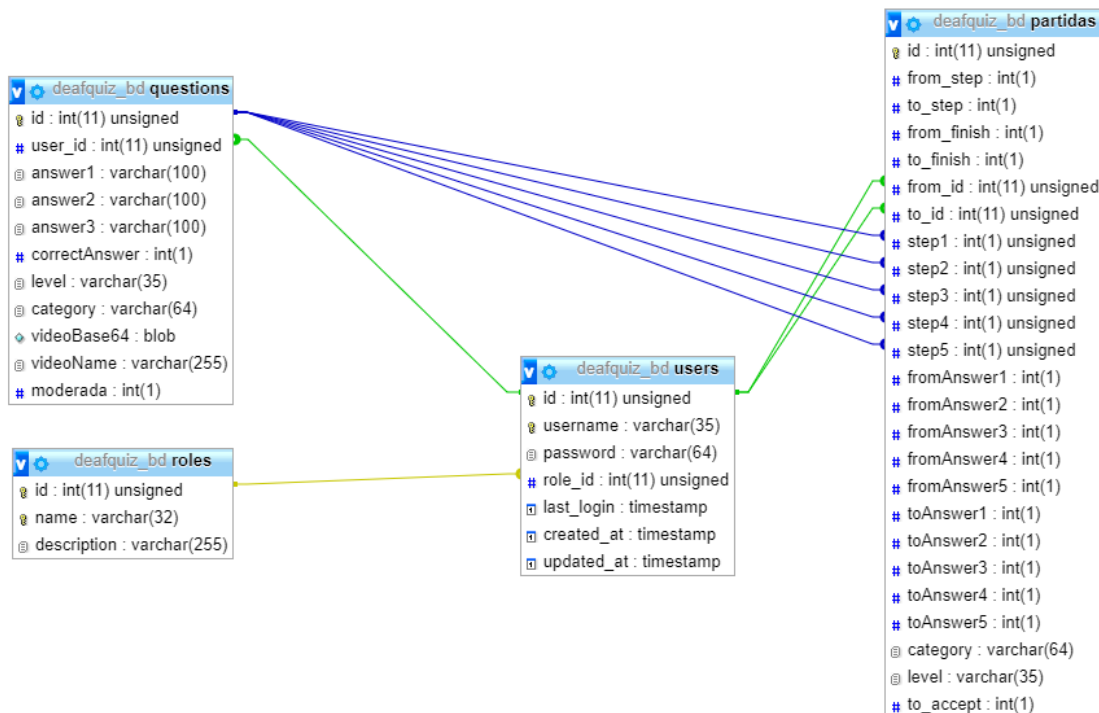 deafquiz_bd questions
id : int(11) unsigned
user_id : int(11) unsigned
answer1 : varchar(100)
answer2 : varchar(100)
answer3 : varchar(100)
correctAnswer : int(1)
level : varchar(35)
category : varchar(64)
videoBase64 : blob
videoName : varchar(255)
moderada : int(1)
deafquiz_bd roles
id : int(11) unsigned
name : varchar(32)
description : varchar(255)
deafquiz_bd users
id : int(11) unsigned
username : varchar(35)
password : varchar(64)
role_id : int(11) unsigned
last_login : timestamp
created_at : timestamp
updated_at : timestamp
deafquiz_bd partidas
id : int(11) unsigned
from_step : int(1)
to_step : int(1)
from_finish : int(1)
to_finish : int(1)
from_id : int(11) unsigned
to_id : int(11) unsigned
step1 : int(1) unsigned
step2 : int(1) unsigned
step3 : int(1) unsigned
step4 : int(1) unsigned
step5 : int(1) unsigned
fromAnswer1 : int(1)
fromAnswer2 : int(1)
fromAnswer3 : int(1)
fromAnswer4 : int(1)
fromAnswer5 : int(1)
toAnswer1 : int(1)
toAnswer2 : int(1)
toAnswer3 : int(1)
toAnswer4 : int(1)
toAnswer5 : int(1)
category : varchar(64)
level : varchar(35)
to_accept : int(1)